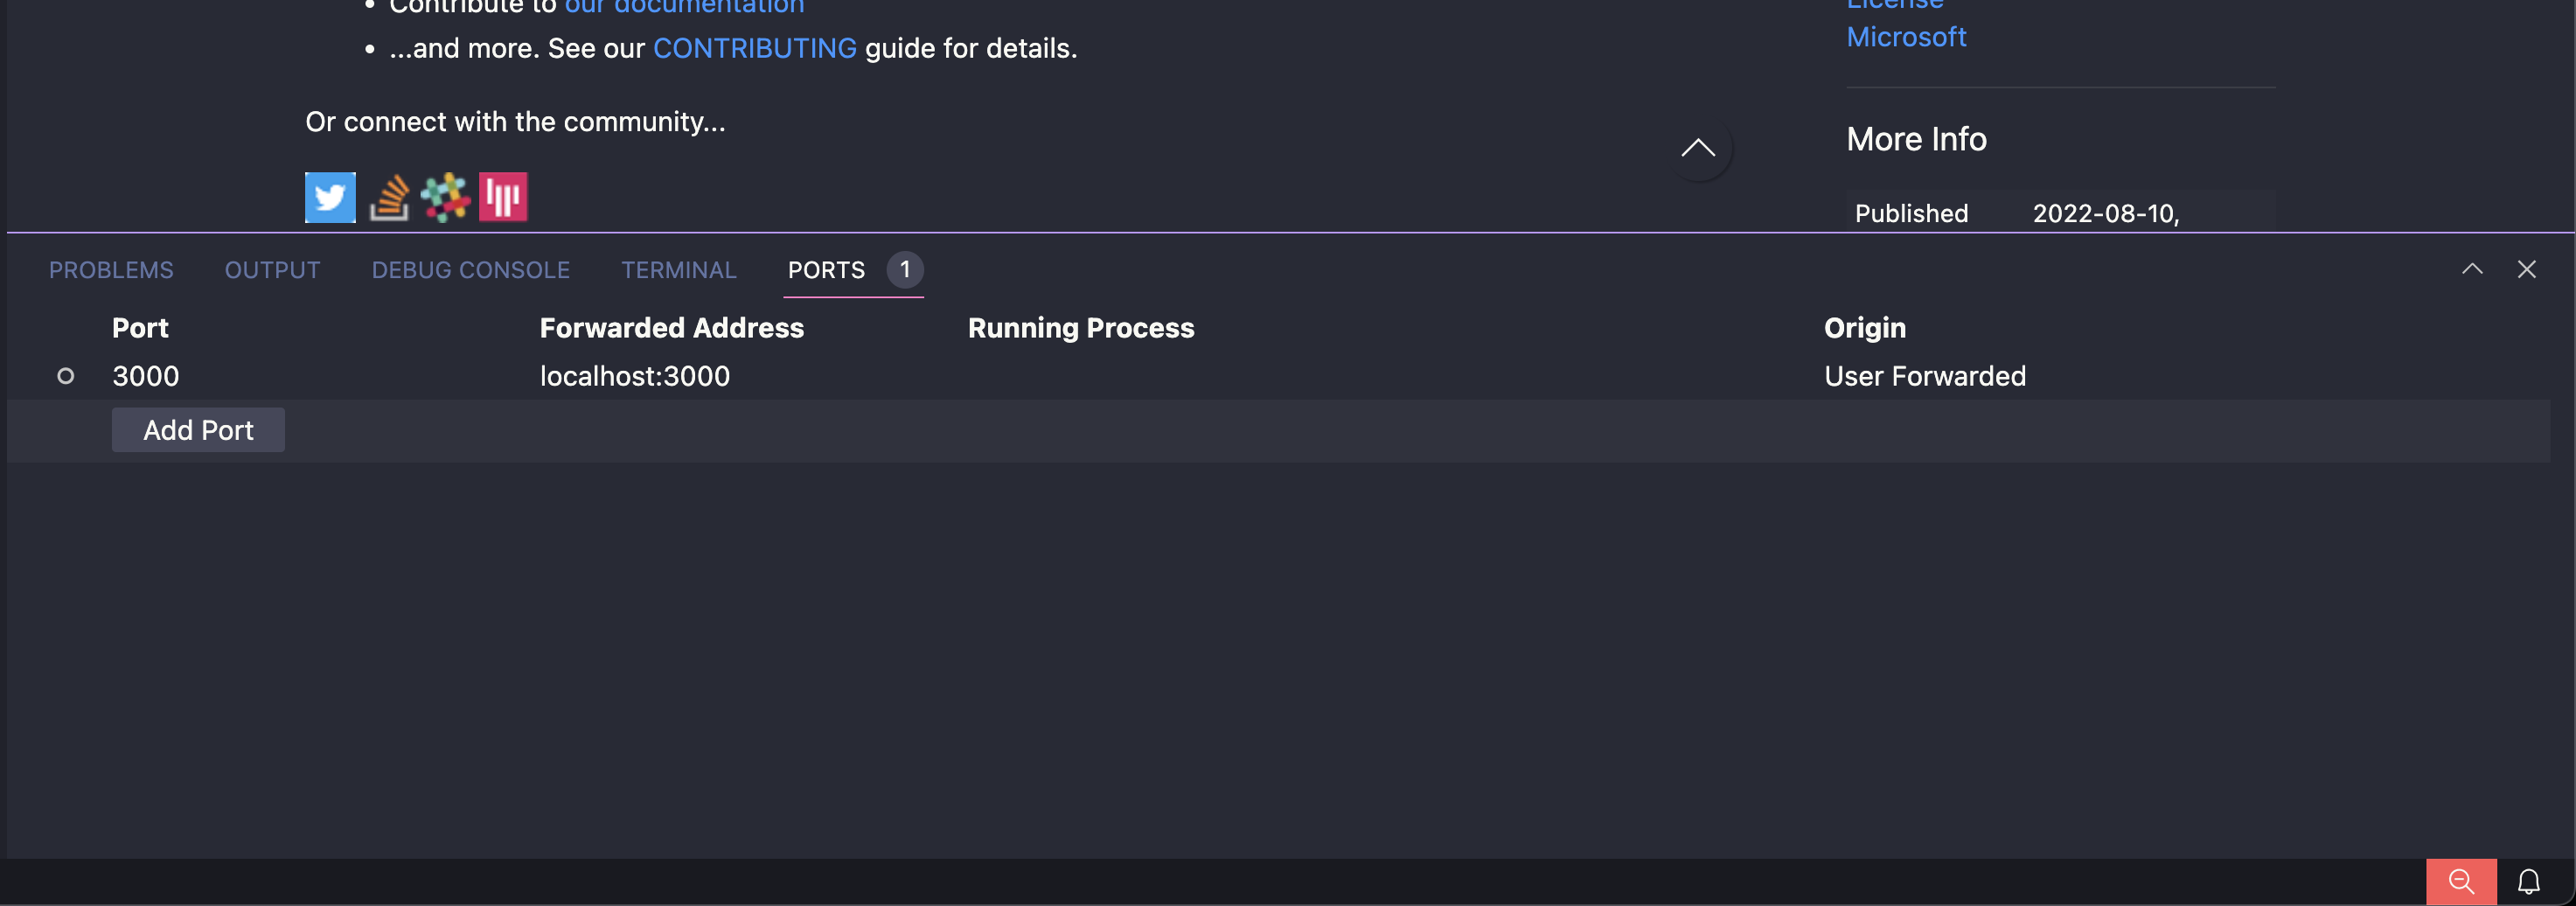 Contribute to our documentation
...and more. See our CONTRIBUTING guide for details.
Or connect with the community...
License
Microsoft
More Info
Published 2022-08-10,
PROBLEMS OUTPUT DEBUG CONSOLE TERMINAL PORTS 1
Port Forwarded Address Running Process Origin
3000 localhost:3000 User Forwarded
Add Port